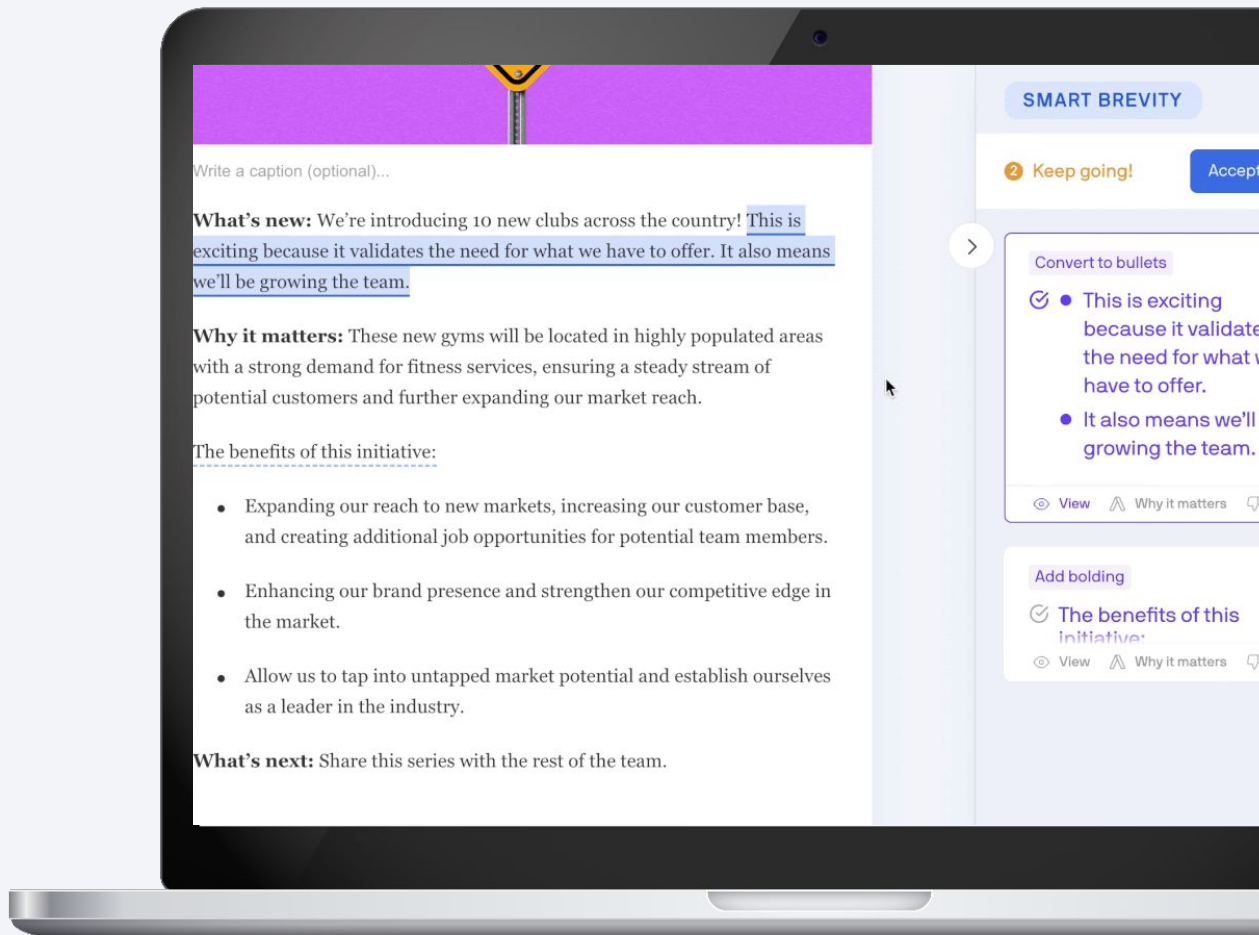 Write a caption (optional)...
What's new: We're introducing 10 new clubs across the country! This is
exciting because it validates the need for what we have to offer. It also means
we'll be growing the team.
Why it matters: These new gyms will be located in highly populated areas
with a strong demand for fitness services, ensuring a steady stream of
potential customers and further expanding our market reach.
The benefits of this initiative:
• Expanding our reach to new markets, increasing our customer base,
and creating additional job opportunities for potential team members.
• Enhancing our brand presence and strengthen our competitive edge in
the market.
• Allow us to tap into untapped market potential and establish ourselves
as a leader in the industry.
What's next: Share this series with the rest of the team.
SMART BREVITY
2 Keep going!
Accept
Convert to bullets
• This is exciting
because it validate
the need for what
have to offer.
• It also means we'll
growing the team.
View Why it matters
Add bolding
The benefits of this
initiative:
View Why it matters